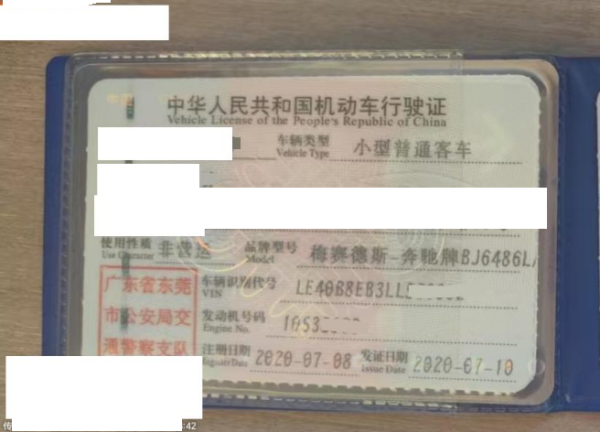 中华人民共和国机动车行驶证
Vehicle License of the People's Republic of China
车辆类型
Vehicle Type
小型普通客车
使用性质
Use Character
非营运
品牌型号
Model
梅赛德斯-奔驰牌BJ6486L
车辆识别代号
VIN
LE40B8EB3LL
发动机号码
Engine No.
1053
广东省东莞
市公安局交
通警察支队
注册日期
Register Date
2020-07-08
发证日期
Issue Date
2020-07-10
传
:42